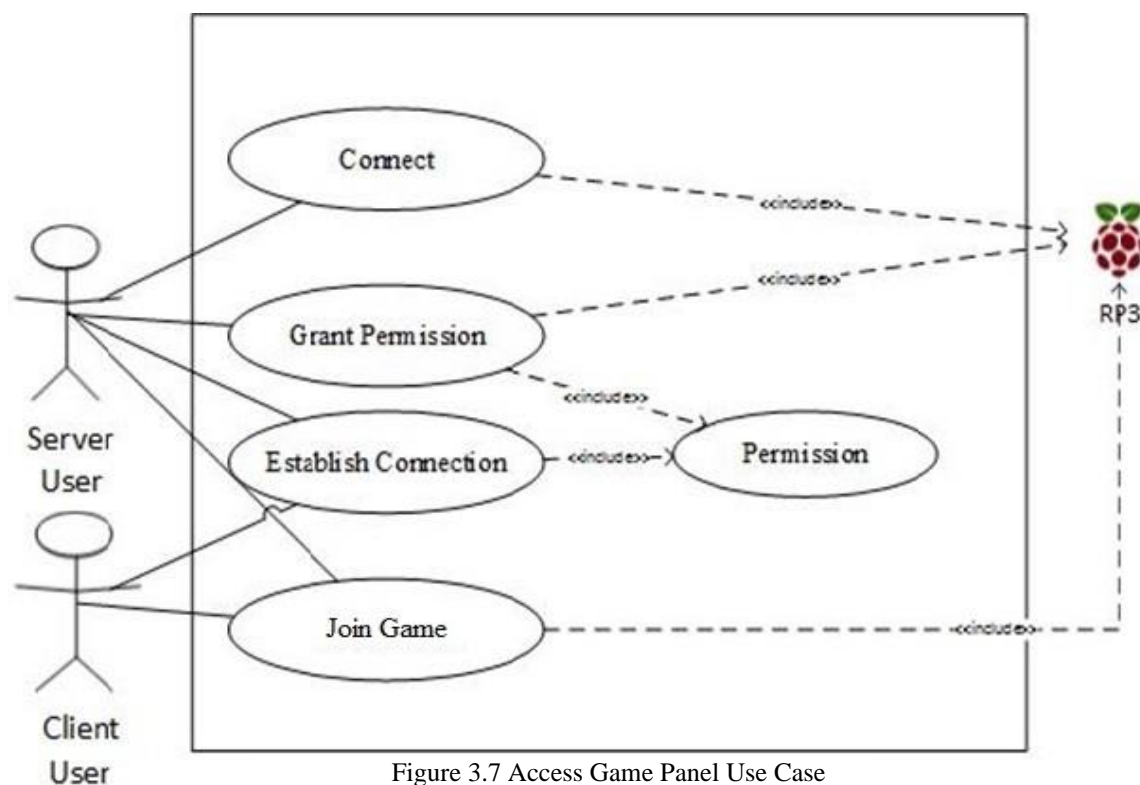 Connect
<<include>>
RP3
<<include>>
Grant Permission
Server
User
<<include>>
Establish Connection
<<include>>
Permission
Join Game
<<include>>
Client
User
Figure 3.7 Access Game Panel Use Case